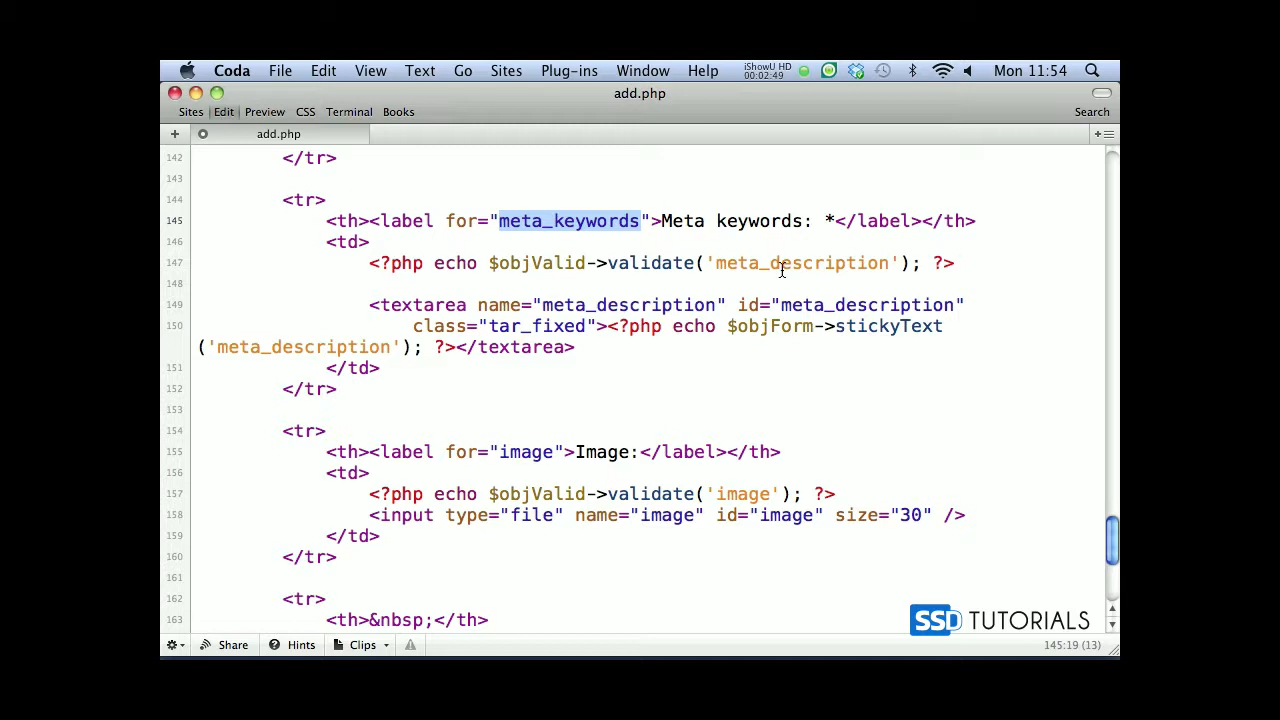 Coda File Edit View Text Go Sites Plug-ins Window Help iShowU HD 00:02:49 Mon 11:54
add.php
Sites Edit Preview CSS Terminal Books Search
add.php
142 </tr>
143
144 <tr>
145 <th><label for="meta_keywords">Meta keywords: *</label></th>
146 <td>
147 <?php echo $objValid->validate('meta_description'); ?>
148
149 <textarea name="meta_description" id="meta_description"
150 class="tar_fixed"><?php echo $objForm->stickyText
('meta_description'); ?></textarea>
151 </td>
152 </tr>
153
154 <tr>
155 <th><label for="image">Image:</label></th>
156 <td>
157 <?php echo $objValid->validate('image'); ?>
158 <input type="file" name="image" id="image" size="30" />
159 </td>
160 </tr>
161
162 <tr>
163 <th>&nbsp;</th>
SSD TUTORIALS
Share Hints Clips 145:19 (13)